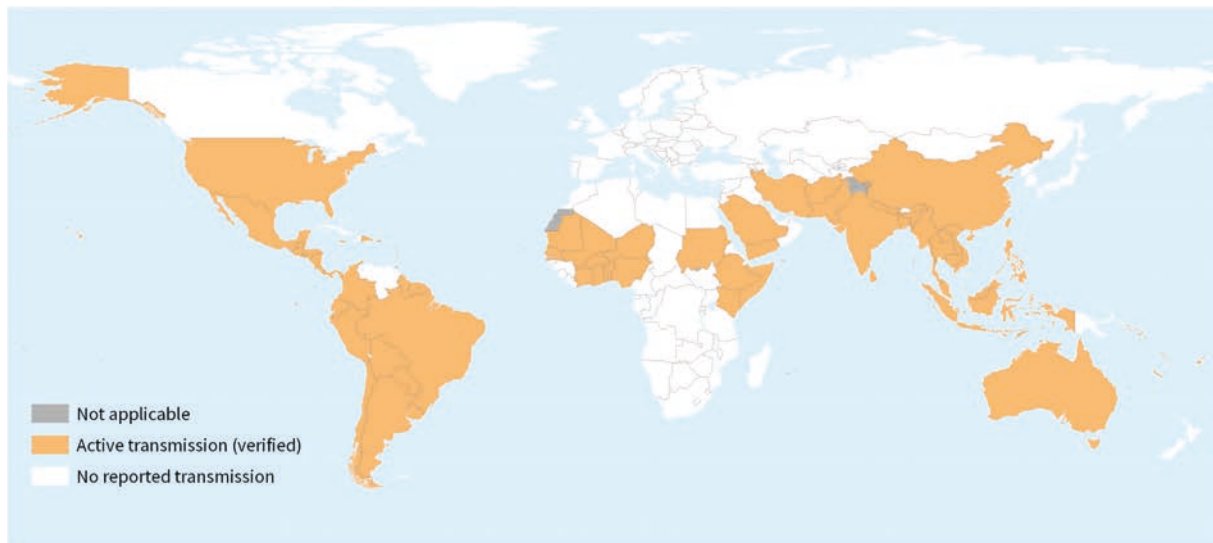 Not applicable
Active transmission (verified)
No reported transmission